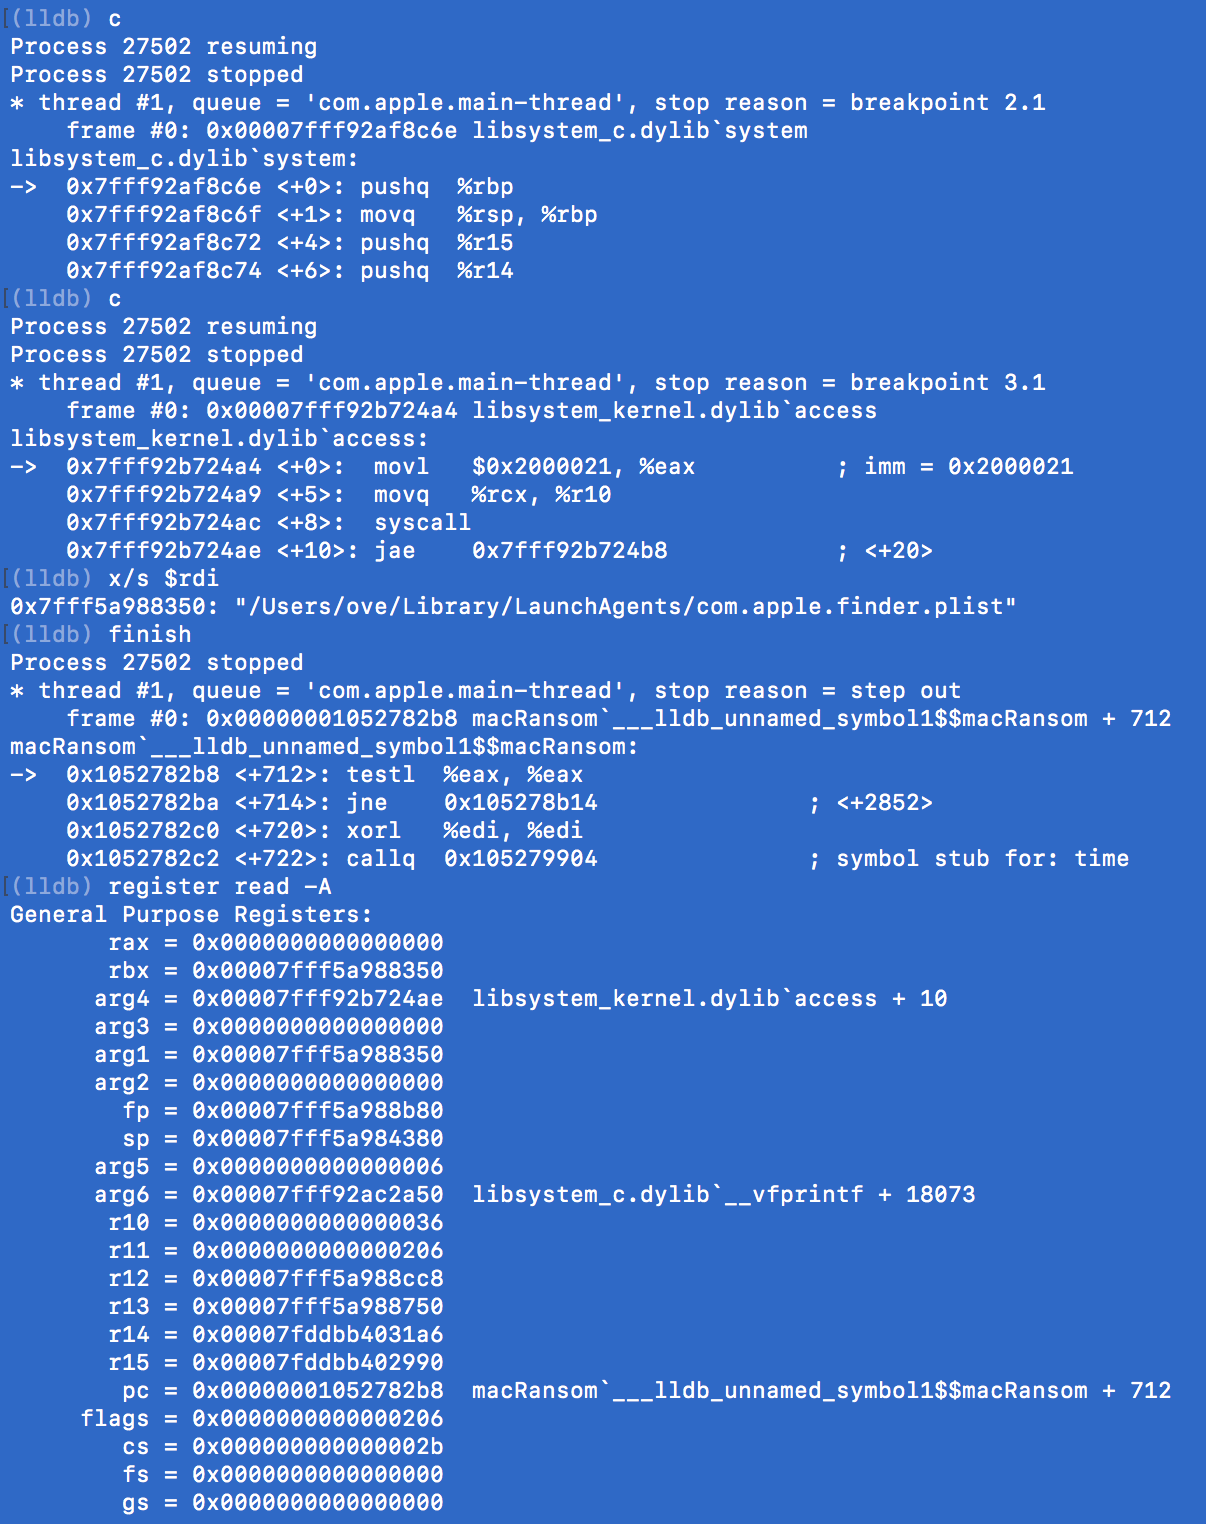 [(lldb) c
Process 27502 resuming
Process 27502 stopped
* thread #1, queue = 'com.apple.main-thread', stop reason = breakpoint 2.1
    frame #0: 0x00007fff92af8c6e libsystem_c.dylib`system
libsystem_c.dylib`system:
->  0x7fff92af8c6e <+0>: pushq  %rbp
    0x7fff92af8c6f <+1>: movq   %rsp, %rbp
    0x7fff92af8c72 <+4>: pushq  %r15
    0x7fff92af8c74 <+6>: pushq  %r14
[(lldb) c
Process 27502 resuming
Process 27502 stopped
* thread #1, queue = 'com.apple.main-thread', stop reason = breakpoint 3.1
    frame #0: 0x00007fff92b724a4 libsystem_kernel.dylib`access
libsystem_kernel.dylib`access:
->  0x7fff92b724a4 <+0>:  movl   $0x2000021, %eax          ; imm = 0x2000021
    0x7fff92b724a9 <+5>:  movq   %rcx, %r10
    0x7fff92b724ac <+8>:  syscall
    0x7fff92b724ae <+10>: jae    0x7fff92b724b8            ; <+20>
[(lldb) x/s $rdi
0x7fff5a988350: "/Users/ove/Library/LaunchAgents/com.apple.finder.plist"
[(lldb) finish
Process 27502 stopped
* thread #1, queue = 'com.apple.main-thread', stop reason = step out
    frame #0: 0x00000001052782b8 macRansom`___lldb_unnamed_symbol1$$macRansom + 712
macRansom`___lldb_unnamed_symbol1$$macRansom:
->  0x1052782b8 <+712>: testl  %eax, %eax
    0x1052782ba <+714>: jne    0x105278b14               ; <+2852>
    0x1052782c0 <+720>: xorl   %edi, %edi
    0x1052782c2 <+722>: callq  0x105279904               ; symbol stub for: time
[(lldb) register read -A
General Purpose Registers:
       rax = 0x0000000000000000
       rbx = 0x00007fff5a988350
      arg4 = 0x00007fff92b724ae  libsystem_kernel.dylib`access + 10
      arg3 = 0x0000000000000000
      arg1 = 0x00007fff5a988350
      arg2 = 0x0000000000000000
        fp = 0x00007fff5a988b80
        sp = 0x00007fff5a984380
      arg5 = 0x0000000000000006
      arg6 = 0x00007fff92ac2a50  libsystem_c.dylib`__vfprintf + 18073
       r10 = 0x0000000000000036
       r11 = 0x0000000000000206
       r12 = 0x00007fff5a988cc8
       r13 = 0x00007fff5a988750
       r14 = 0x00007fddbb4031a6
       r15 = 0x00007fddbb402990
        pc = 0x00000001052782b8  macRansom`___lldb_unnamed_symbol1$$macRansom + 712
     flags = 0x0000000000000206
        cs = 0x000000000000002b
        fs = 0x0000000000000000
        gs = 0x0000000000000000